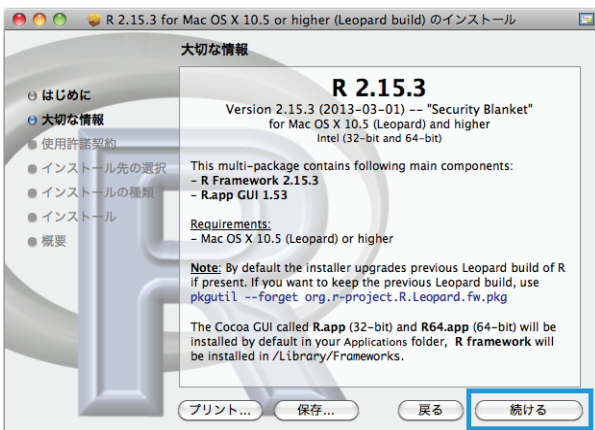 R 2.15.3 for Mac OS X 10.5 or higher (Leopard build) のインストール
大切な情報
はじめに
大切な情報
使用許諾契約
インストール先の選択
インストールの種類
インストール
概要
R 2.15.3
Version 2.15.3 (2013-03-01) -- "Security Blanket"
for Mac OS X 10.5 (Leopard) and higher
Intel (32-bit and 64-bit)
This multi-package contains following main components:
- R Framework 2.15.3
- R.app GUI 1.53
Requirements:
- Mac OS X 10.5 (Leopard) or higher
Note: By default the installer upgrades previous Leopard build of R
if present. If you want to keep the previous Leopard build, use
pkgutil --forget org.r-project.R.Leopard.fw.pkg
The Cocoa GUI called R.app (32-bit) and R64.app (64-bit) will be
installed by default in your Applications folder, R framework will
be installed in /Library/Frameworks.
プリント... 保存... 戻る 続ける